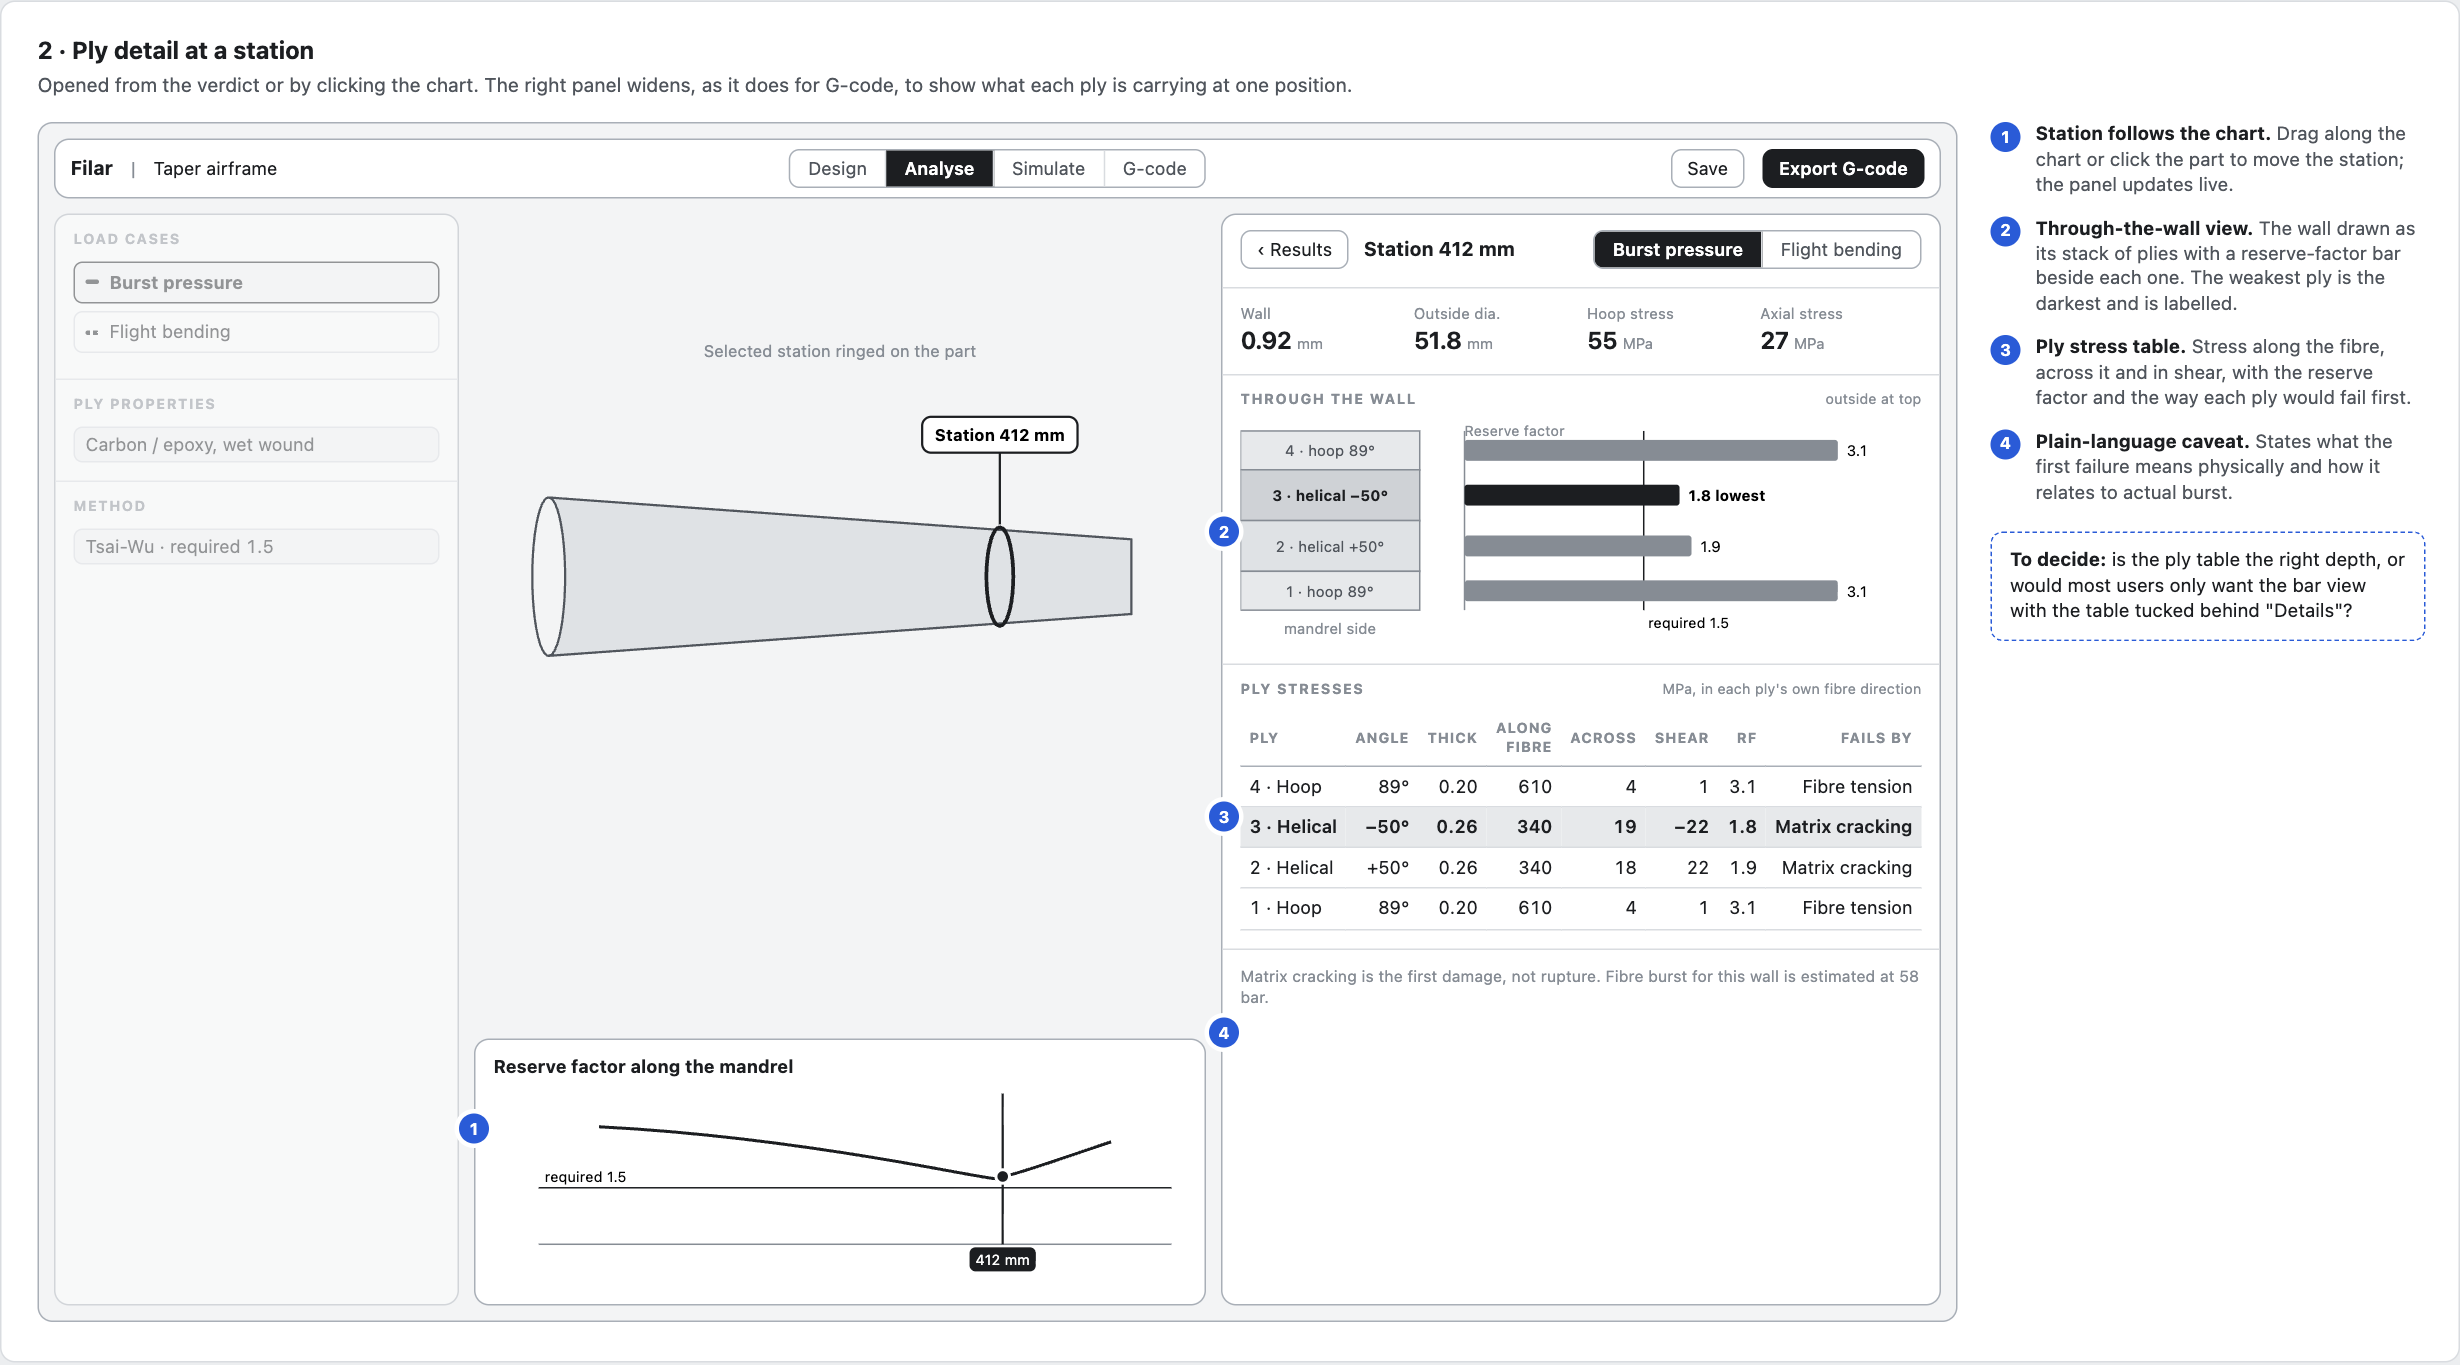 2 · Ply detail at a station
Opened from the verdict or by clicking the chart. The right panel widens, as it does for G-code, to show what each ply is carrying at one position.
Filar | Taper airframe
Design Analyse Simulate G-code
Save Export G-code
LOAD CASES
Burst pressure
Flight bending
PLY PROPERTIES
Carbon / epoxy, wet wound
METHOD
Tsai-Wu · required 1.5
Selected station ringed on the part
Station 412 mm
1
Reserve factor along the mandrel
required 1.5
412 mm
‹ Results Station 412 mm Burst pressure Flight bending
Wall Outside dia. Hoop stress Axial stress
0.92 mm 51.8 mm 55 MPa 27 MPa
THROUGH THE WALL outside at top
Reserve factor
4 · hoop 89° 3.1
3 · helical −50° 1.8 lowest
2
2 · helical +50° 1.9
1 · hoop 89° 3.1
mandrel side required 1.5
PLY STRESSES MPa, in each ply's own fibre direction
PLY ANGLE THICK ALONG FIBRE ACROSS SHEAR RF FAILS BY
4 · Hoop 89° 0.20 610 4 1 3.1 Fibre tension
3
3 · Helical −50° 0.26 340 19 −22 1.8 Matrix cracking
2 · Helical +50° 0.26 340 18 22 1.9 Matrix cracking
1 · Hoop 89° 0.20 610 4 1 3.1 Fibre tension
Matrix cracking is the first damage, not rupture. Fibre burst for this wall is estimated at 58
bar.
4
1 Station follows the chart. Drag along the
chart or click the part to move the station;
the panel updates live.
2 Through-the-wall view. The wall drawn as
its stack of plies with a reserve-factor bar
beside each one. The weakest ply is the
darkest and is labelled.
3 Ply stress table. Stress along the fibre,
across it and in shear, with the reserve
factor and the way each ply would fail first.
4 Plain-language caveat. States what the
first failure means physically and how it
relates to actual burst.
To decide: is the ply table the right depth, or
would most users only want the bar view
with the table tucked behind "Details"?